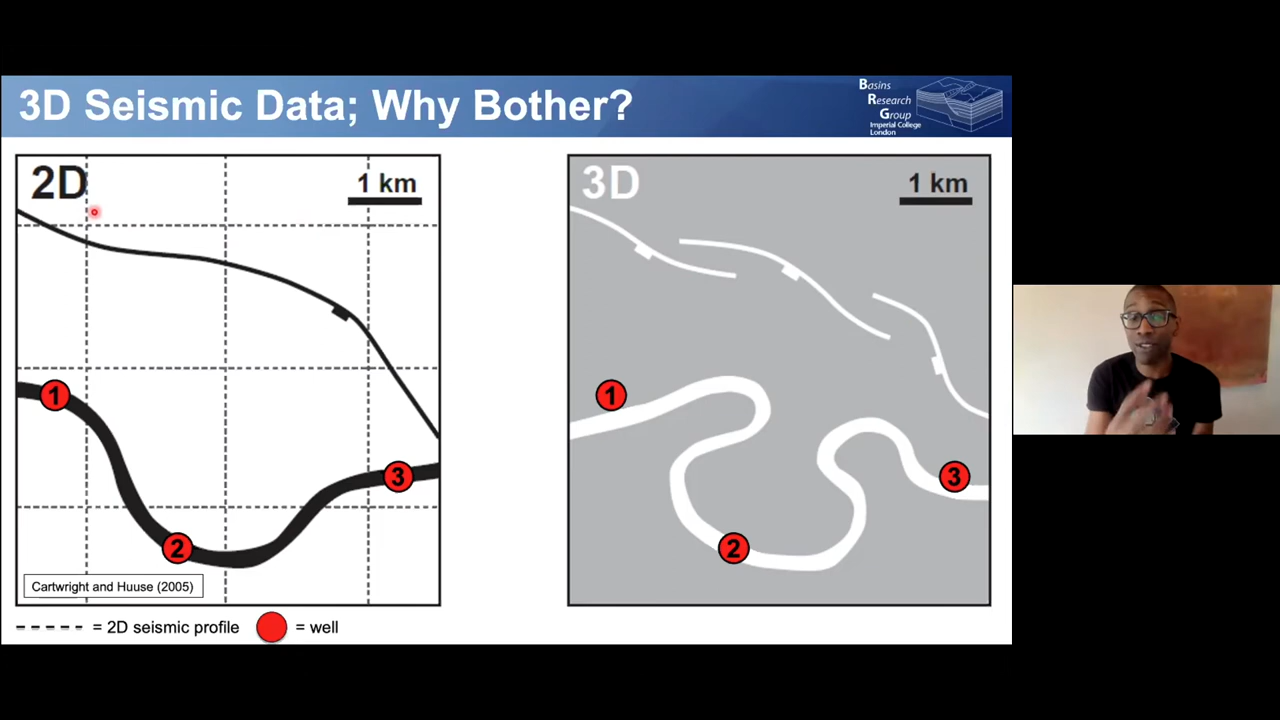 3D Seismic Data; Why Bother?
Basins
Research
Group
Imperial College
London
2D
1 km
1
2
3
Cartwright and Huuse (2005)
3D
1 km
1
2
3
= 2D seismic profile
= well